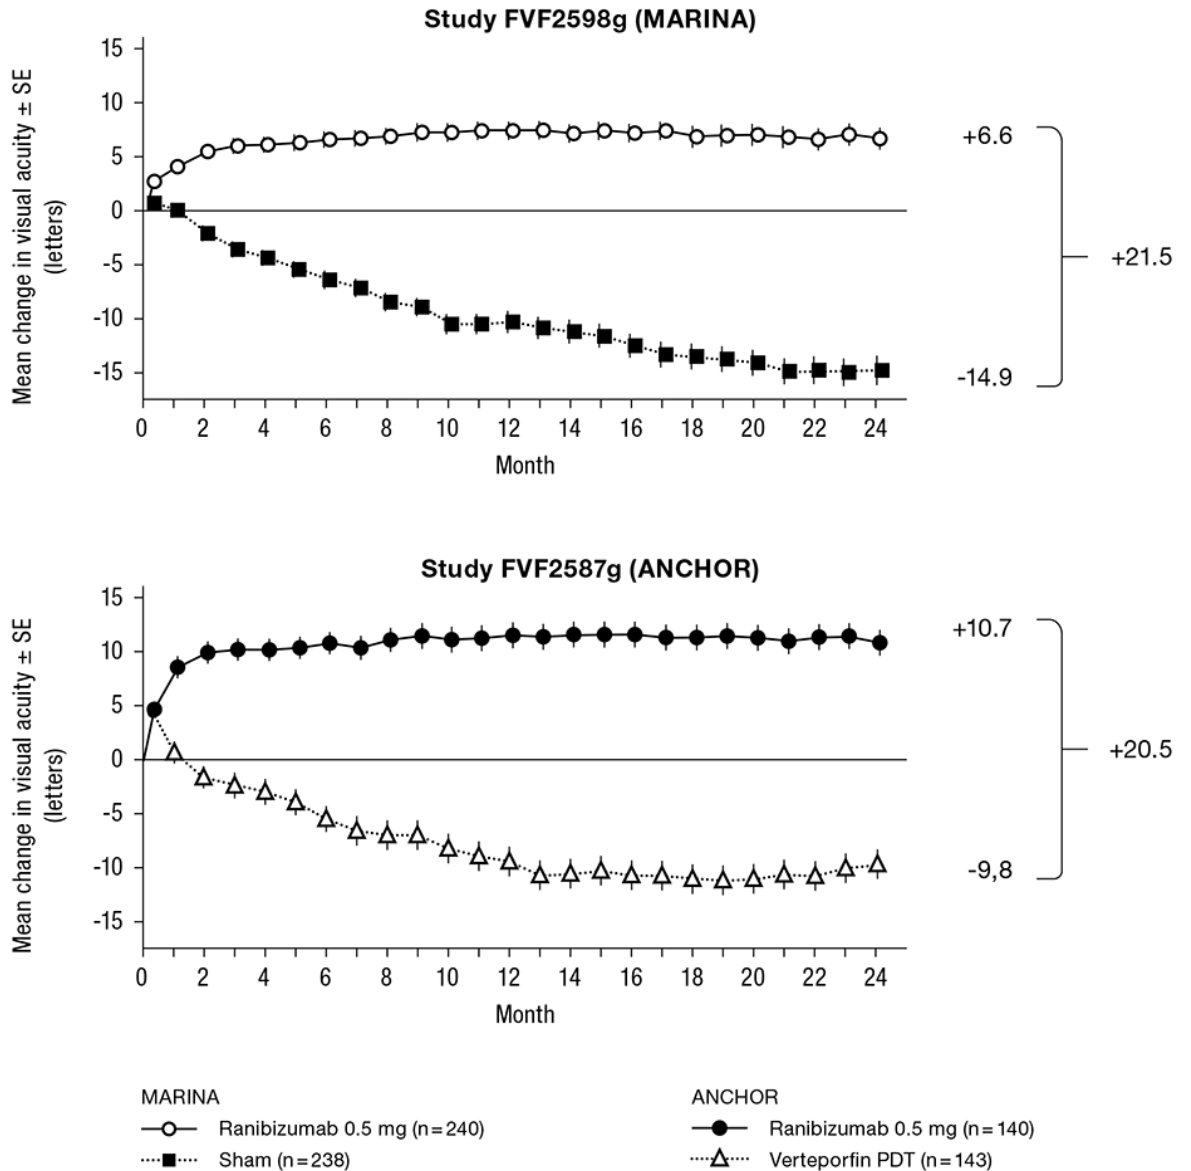 Study FVF2598g (MARINA)
Mean change in visual acuity ± SE
(letters)
15
10
5
0
-5
-10
-15
0 2 4 6 8 10 12 14 16 18 20 22 24
Month
+6.6
+21.5
-14.9
Study FVF2587g (ANCHOR)
Mean change in visual acuity ± SE
(letters)
15
10
5
0
-5
-10
-15
0 2 4 6 8 10 12 14 16 18 20 22 24
Month
+10.7
+20.5
-9,8
MARINA
Ranibizumab 0.5 mg (n=240)
Sham (n=238)
ANCHOR
Ranibizumab 0.5 mg (n=140)
Verteporfin PDT (n=143)